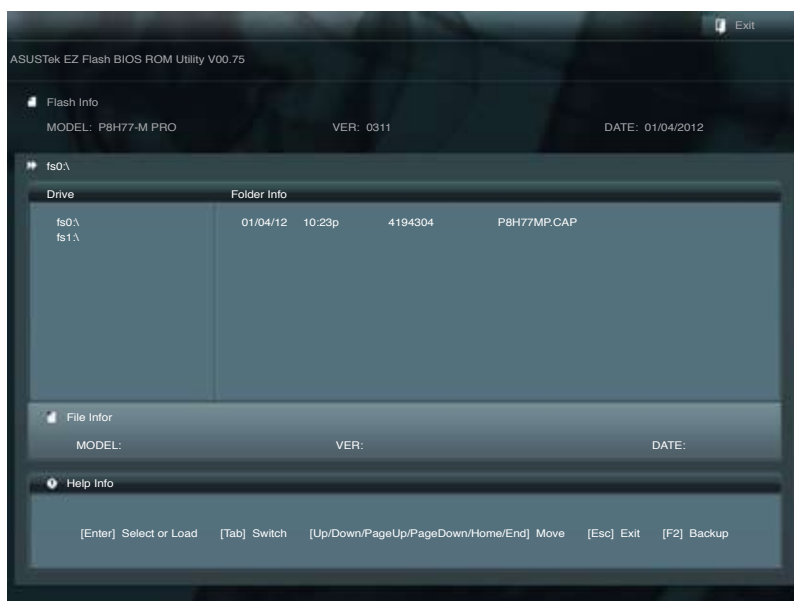 Exit
ASUSTek EZ Flash BIOS ROM Utility V00.75
Flash Info
MODEL: P8H77-M PRO VER: 0311 DATE: 01/04/2012
fs0:\
Drive Folder Info
fs0:\ 01/04/12 10:23p 4194304 P8H77MP.CAP
fs1:\
File Infor
MODEL: VER: DATE:
Help Info
[Enter] Select or Load [Tab] Switch [Up/Down/PageUp/PageDown/Home/End] Move [Esc] Exit [F2] Backup